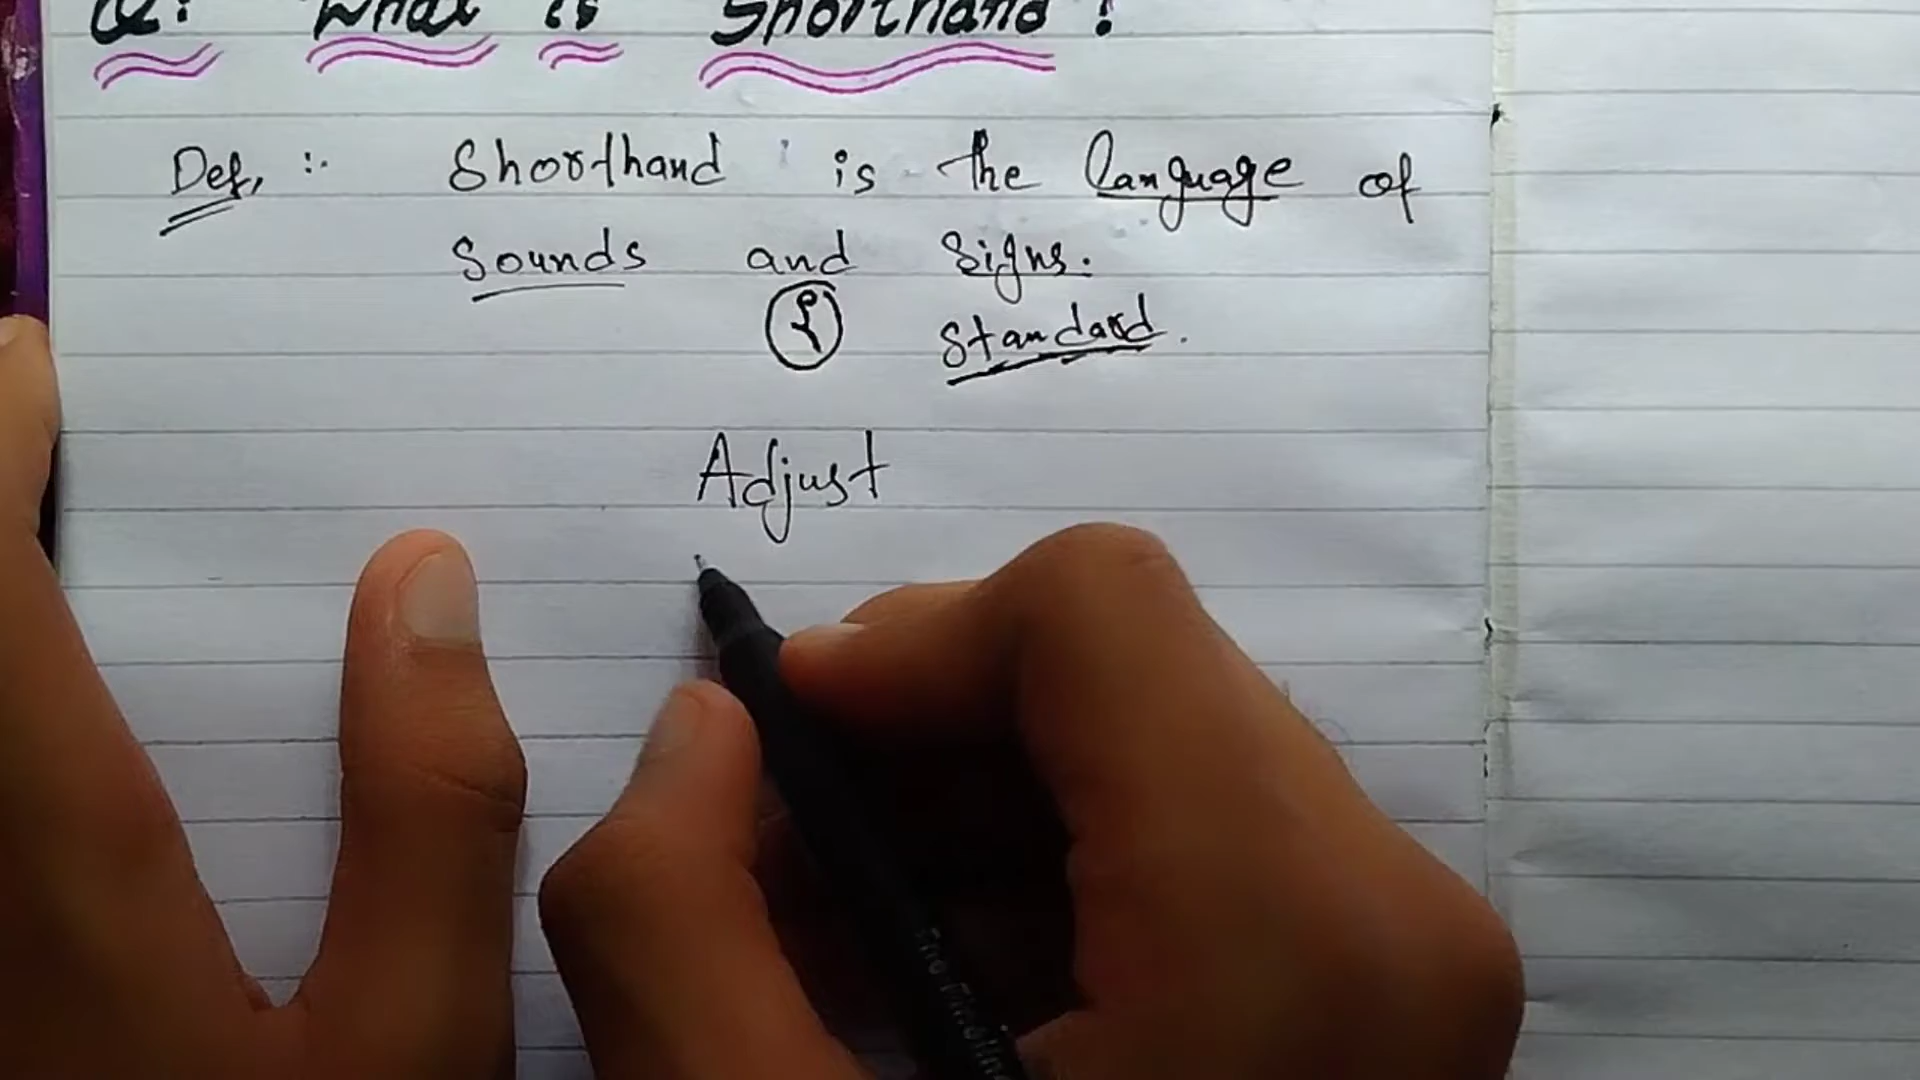 Q: What is Shorthand?
Def, :- Shorthand is the language of
Sounds and Signs.
Standard.
Adjust